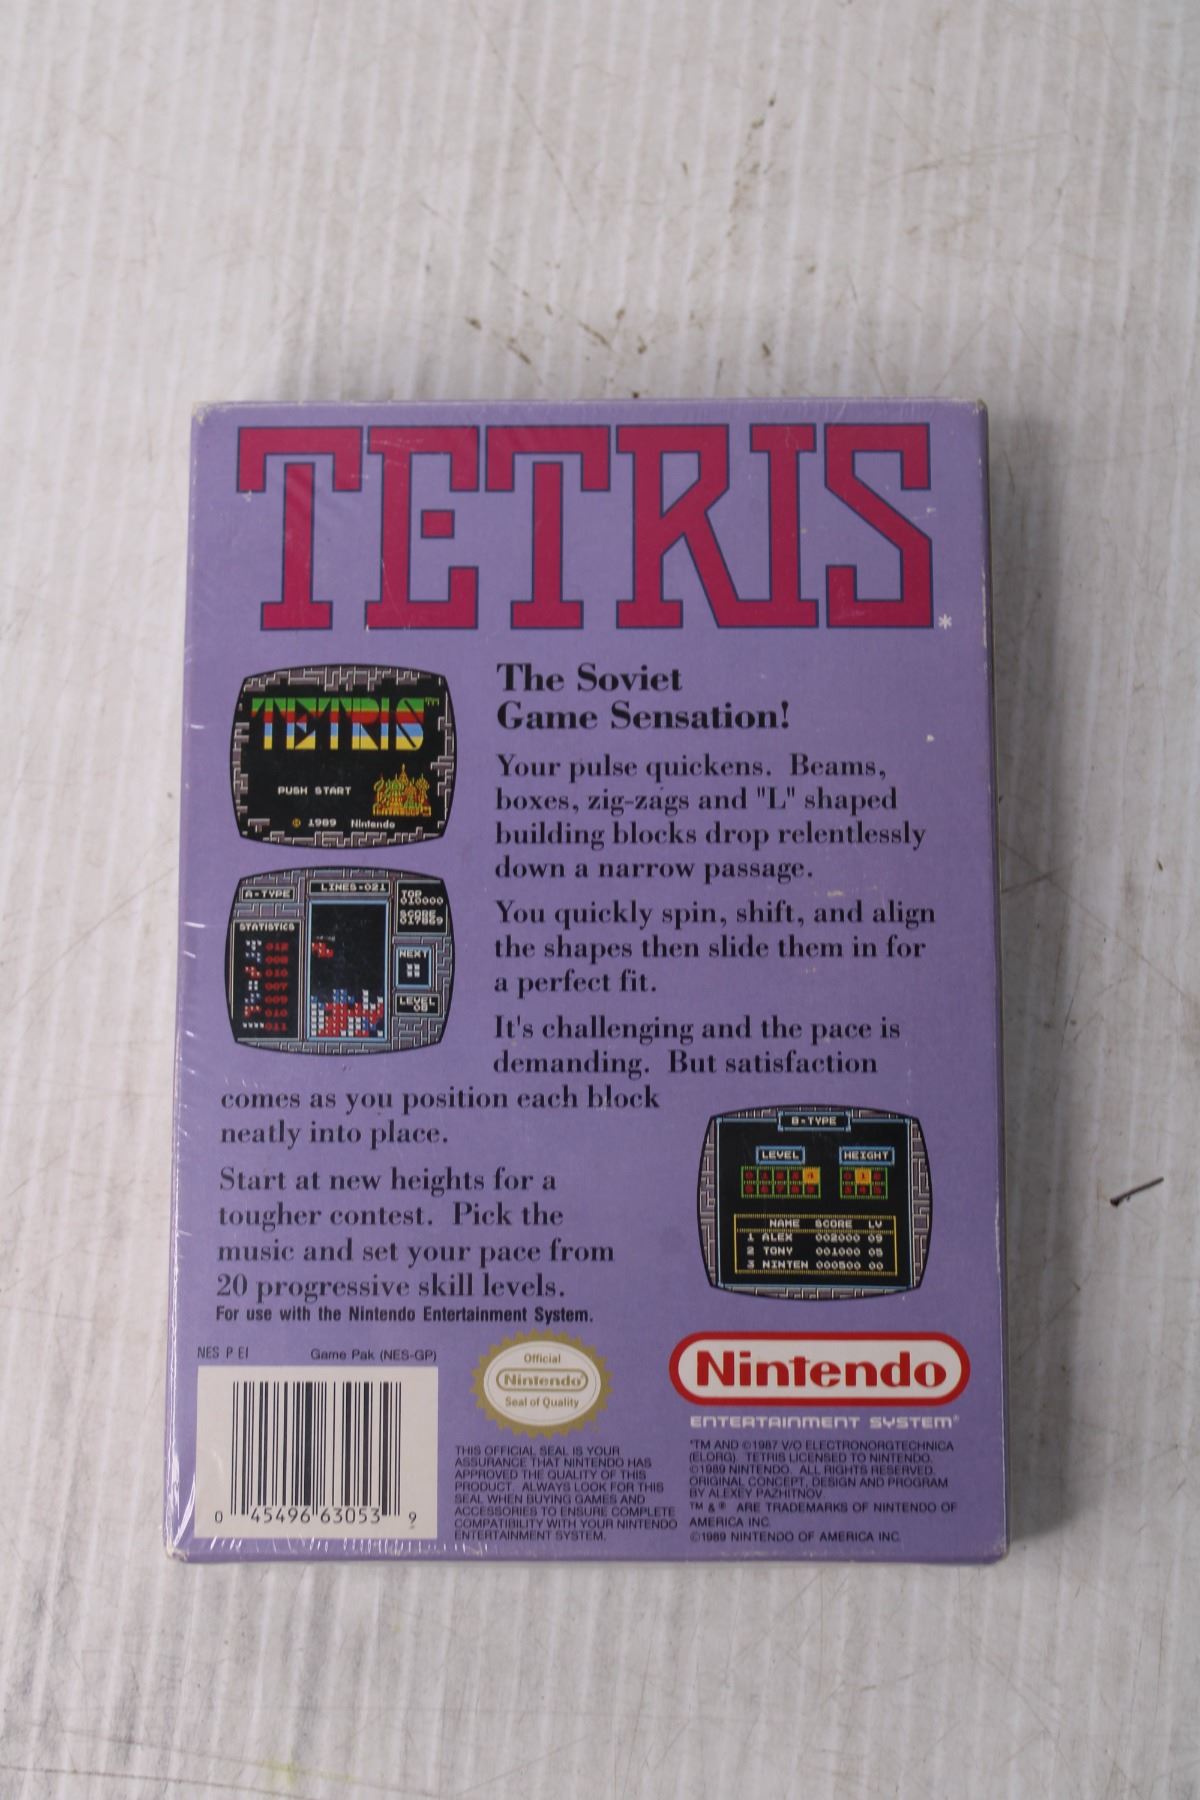 TETRIS*
TETRIS™
PUSH START
© 1989 Nintendo
The Soviet
Game Sensation!
Your pulse quickens. Beams,
boxes, zig-zags and "L" shaped
building blocks drop relentlessly
down a narrow passage.
You quickly spin, shift, and align
the shapes then slide them in for
a perfect fit.
It's challenging and the pace is
demanding. But satisfaction
comes as you position each block
neatly into place.
Start at new heights for a
tougher contest. Pick the
music and set your pace from
20 progressive skill levels.
For use with the Nintendo Entertainment System.
A-TYPE
LINES-021
TOP
010000
SCORE
STATISTICS
012
008
010
007
009
010
011
NEXT
LEVEL
B-TYPE
LEVEL HEIGHT
NAME SCORE LV
1 ALEX 002000 09
2 TONY 001000 05
3 NINTEN 000500 00
NES P EI Game Pak (NES-GP)
0 45496 63053 9
Official
Nintendo
Seal of Quality
THIS OFFICIAL SEAL IS YOUR
ASSURANCE THAT NINTENDO HAS
APPROVED THE QUALITY OF THIS
PRODUCT. ALWAYS LOOK FOR THIS
SEAL WHEN BUYING GAMES AND
ACCESSORIES TO ENSURE COMPLETE
COMPATIBILITY WITH YOUR NINTENDO
ENTERTAINMENT SYSTEM.
Nintendo
ENTERTAINMENT SYSTEM®
*TM AND ©1987 V/O ELECTRONORGTECHNICA
(ELORG). TETRIS LICENSED TO NINTENDO.
©1989 NINTENDO. ALL RIGHTS RESERVED.
ORIGINAL CONCEPT, DESIGN AND PROGRAM
BY ALEXEY PAZHITNOV.
TM & ® ARE TRADEMARKS OF NINTENDO OF
AMERICA INC.
©1989 NINTENDO OF AMERICA INC.